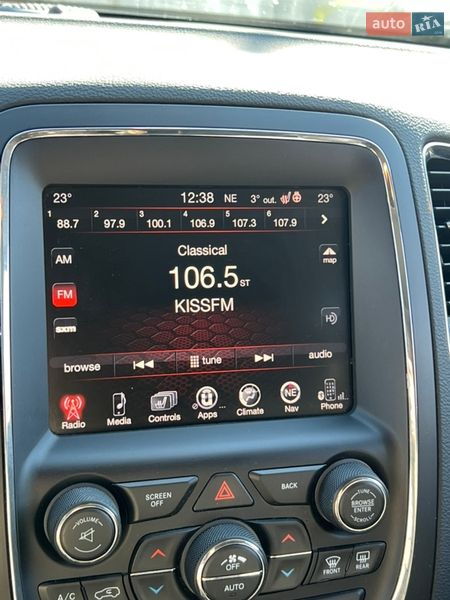 auto RIA
23° 12:38 NE 3° out. 23°
1 88.7 2 97.9 3 100.1 4 106.9 5 107.3 6 107.9
Classical
AM
106.5 ST
map
FM
KISSFM
HD
sxm
browse tune audio
Radio Media Controls Apps Climate NE Nav Phone
SCREEN OFF
BACK
VOLUME
TUNE BROWSE ENTER SCROLL
A/C
AUTO
OFF
FRONT
REAR